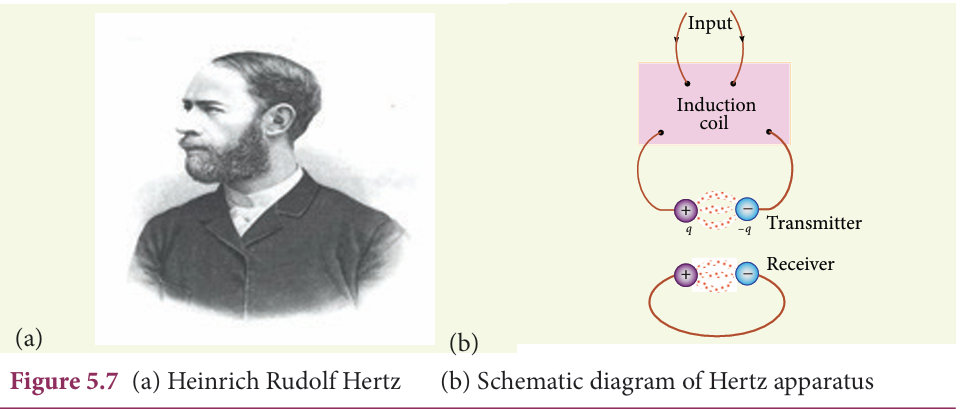 Input
Induction
coil
+
−
q
−q
Transmitter
Receiver
+
−
(a)
(b)
Figure 5.7 (a) Heinrich Rudolf Hertz (b) Schematic diagram of Hertz apparatus